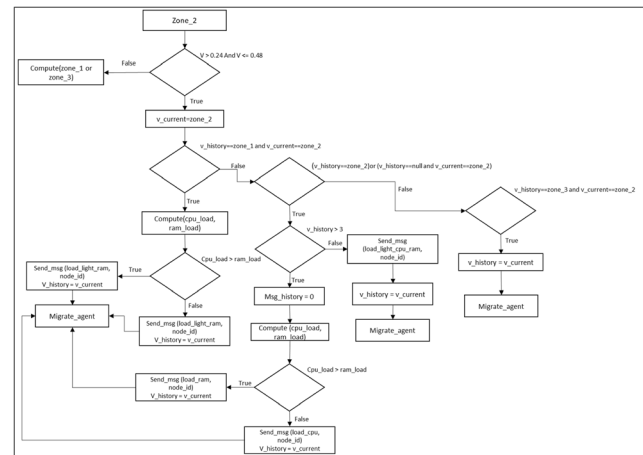 Zone_2
V > 0.24 And V <= 0.48
False
Compute(zone_1 or
zone_3)
True
v_current=zone_2
v_history==zone_1 and v_current==zone_2
False
(v_history==zone_2)or (v_history==null and v_current==zone_2)
False
v_history==zone_3 and v_current==zone_2
True
True
Compute(cpu_load,
ram_load)
v_history > 3
False
Send_msg
(load_light_cpu_ram,
node_id)
True
v_history = v_current
Cpu_load > ram_load
True
Send_msg (load_light_ram,
node_id)
V_history = v_current
True
Msg_history = 0
v_history = v_current
Migrate_agent
False
Migrate_agent
Send_msg (load_light_ram,
node_id)
V_history = v_current
Compute (cpu_load,
ram_load)
Migrate_agent
Cpu_load > ram_load
True
Send_msg (load_ram,
node_id)
V_history = v_current
False
Send_msg (load_cpu,
node_id)
V_history = v_current